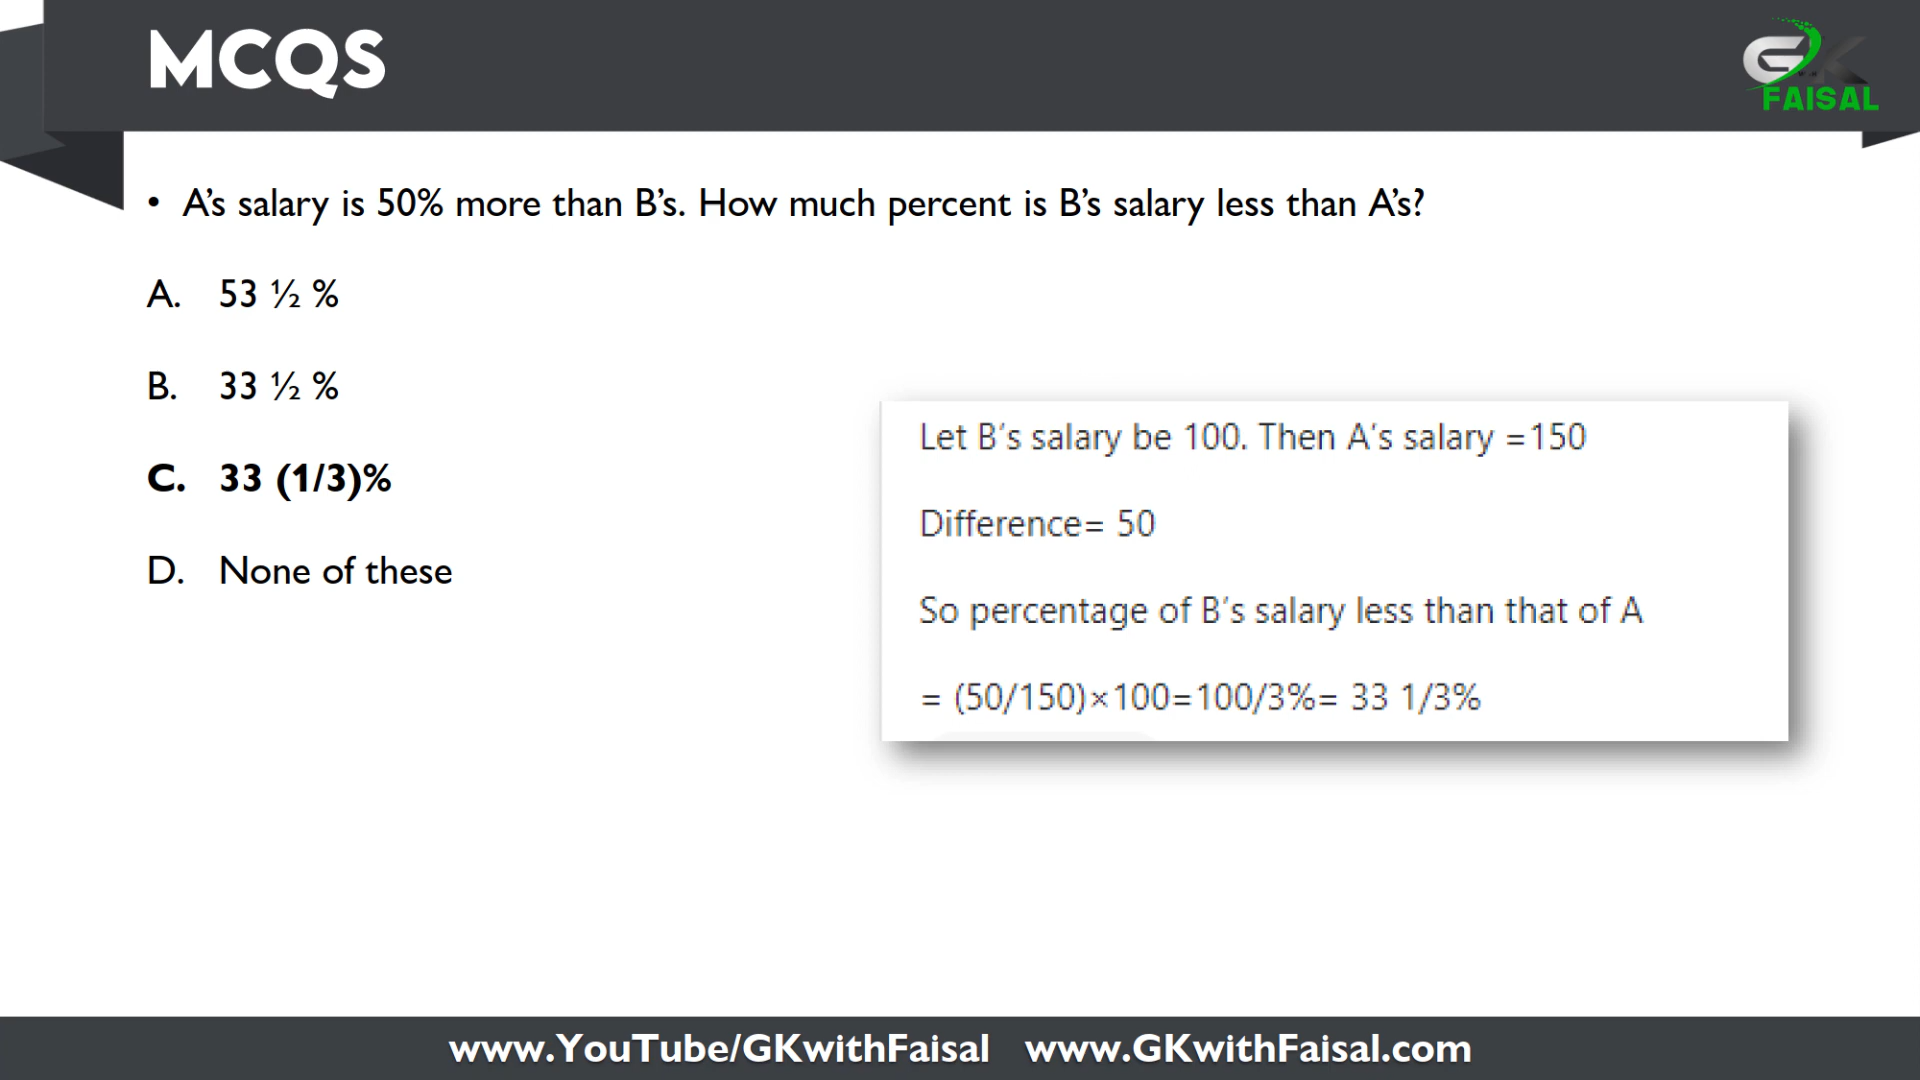 MCQS
GK
FAISAL
• A’s salary is 50% more than B’s. How much percent is B’s salary less than A’s?
A. 53 ½ %
B. 33 ½ %
C. 33 (1/3)%
D. None of these
Let B’s salary be 100. Then A’s salary =150
Difference= 50
So percentage of B’s salary less than that of A
= (50/150)×100=100/3%= 33 1/3%
www.YouTube/GKwithFaisal www.GKwithFaisal.com